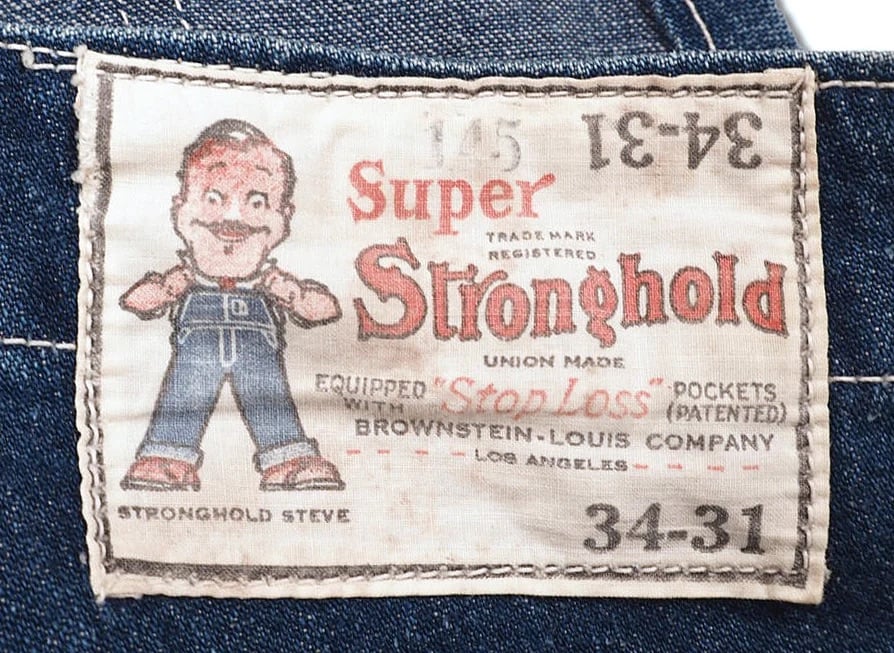 145
34-31
Super
TRADE MARK
REGISTERED
Stronghold
UNION MADE
EQUIPPED WITH "Stop Loss" POCKETS (PATENTED)
BROWNSTEIN-LOUIS COMPANY
LOS ANGELES
STRONGHOLD STEVE
34-31